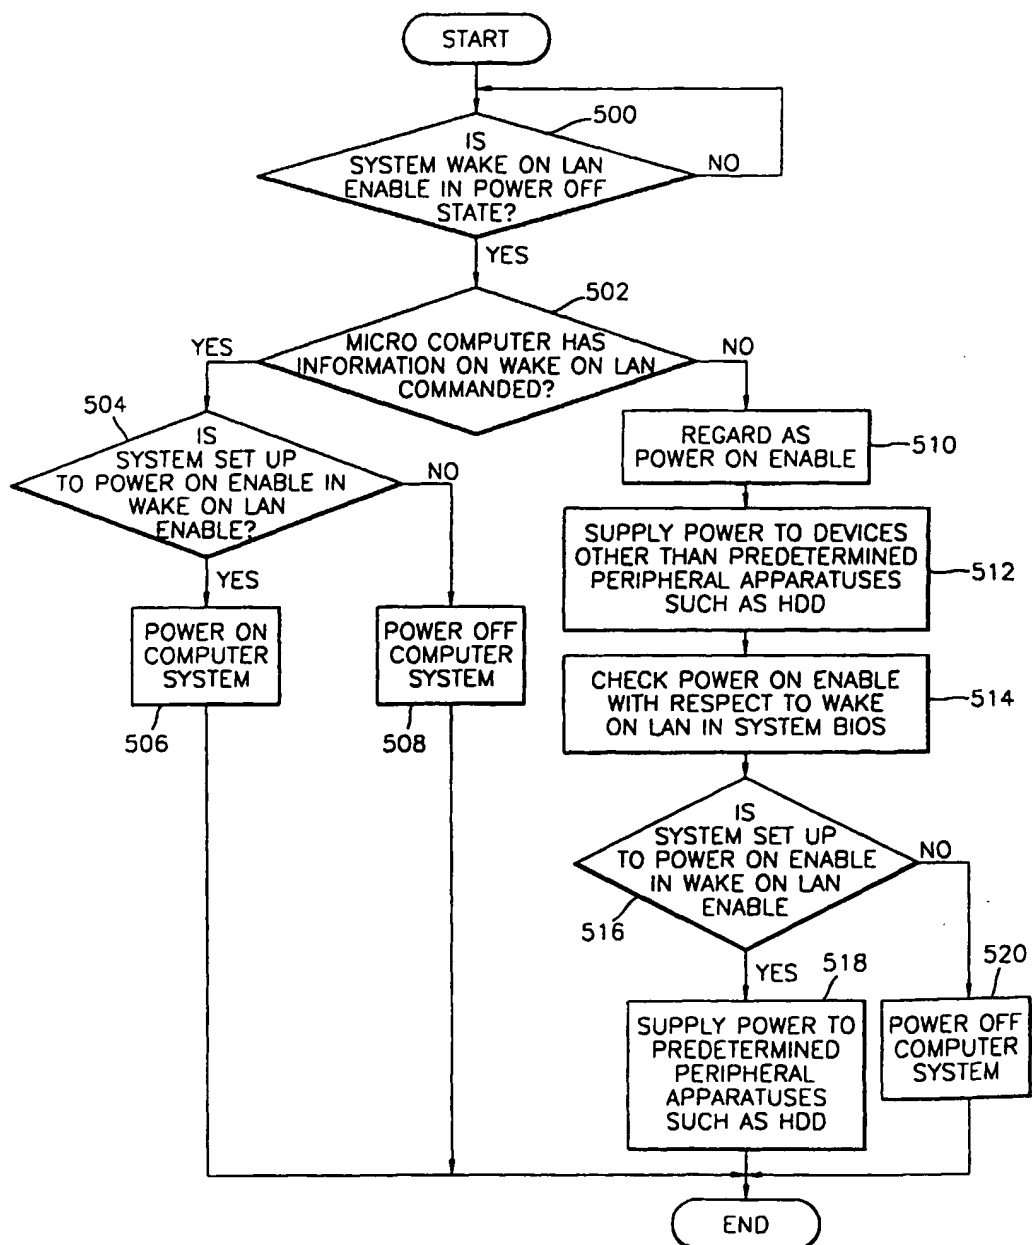 START
500
IS
SYSTEM WAKE ON LAN
ENABLE IN POWER OFF
STATE?
NO
YES
502
MICRO COMPUTER HAS
INFORMATION ON WAKE ON LAN
COMMANDED?
YES
NO
504
IS
SYSTEM SET UP
TO POWER ON ENABLE IN
WAKE ON LAN
ENABLE?
NO
YES
POWER ON
COMPUTER
SYSTEM
506
POWER OFF
COMPUTER
SYSTEM
508
REGARD AS
POWER ON ENABLE
510
SUPPLY POWER TO DEVICES
OTHER THAN PREDETERMINED
PERIPHERAL APPARATUSES
SUCH AS HDD
512
CHECK POWER ON ENABLE
WITH RESPECT TO WAKE
ON LAN IN SYSTEM BIOS
514
IS
SYSTEM SET UP
TO POWER ON ENABLE
IN WAKE ON LAN
ENABLE
516
NO
YES
518
SUPPLY POWER TO
PREDETERMINED
PERIPHERAL
APPARATUSES
SUCH AS HDD
520
POWER OFF
COMPUTER
SYSTEM
END